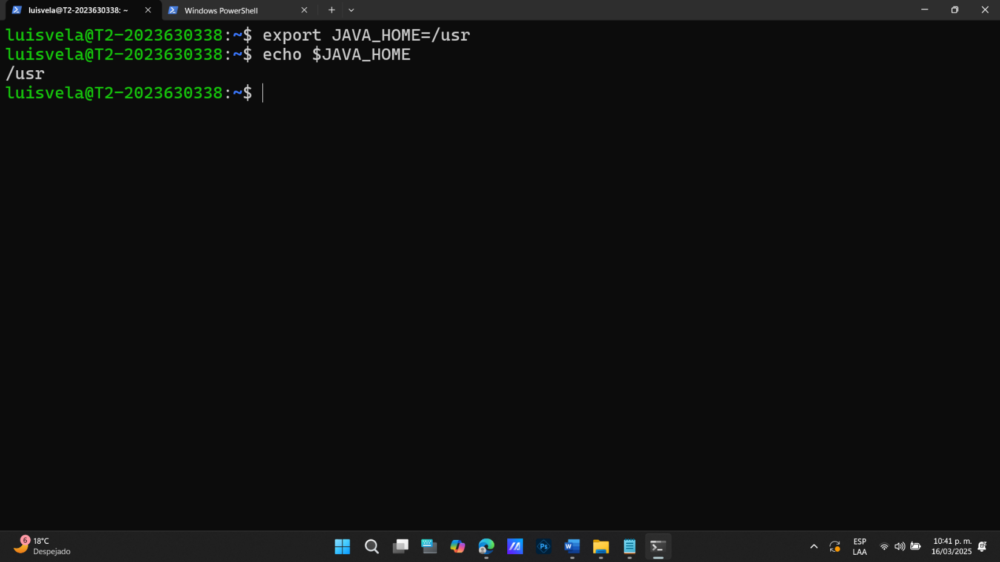 luisvela@T2-2023630338: ~
Windows PowerShell
luisvela@T2-2023630338:~$ export JAVA_HOME=/usr
luisvela@T2-2023630338:~$ echo $JAVA_HOME
/usr
luisvela@T2-2023630338:~$
6
18°C
Despejado
Ps
W
ESP
LAA
10:41 p. m.
16/03/2025